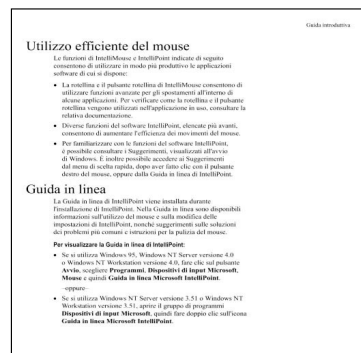 Guida introduttiva
Utilizzo efficiente del mouse
Le funzioni di IntelliMouse e IntelliPoint indicate di seguito
consentono di utilizzare in modo più produttivo le applicazioni
software di cui si dispone:
• La rotellina e il pulsante rotellina di IntelliMouse consentono di
utilizzare funzioni avanzate per gli spostamenti all'interno di
alcune applicazioni. Per verificare come la rotellina e il pulsante
rotellina vengono utilizzati nell'applicazione in uso, consultare la
relativa documentazione.
• Diverse funzioni del software IntelliPoint, elencate più avanti,
consentono di aumentare l'efficienza dei movimenti del mouse.
• Per familiarizzare con le funzioni del software IntelliPoint,
è possibile consultare i Suggerimenti, visualizzati all'avvio
di Windows. È inoltre possibile accedere ai Suggerimenti
dal menu di scelta rapida, dopo aver fatto clic con il pulsante
destro del mouse, oppure dalla Guida in linea di IntelliPoint.
Guida in linea
La Guida in linea di IntelliPoint viene installata durante
l'installazione di IntelliPoint. Nella Guida in linea sono disponibili
informazioni sull'utilizzo del mouse e sulla modifica delle
impostazioni di IntelliPoint, nonché suggerimenti sulle soluzioni
dei problemi più comuni e istruzioni per la pulizia del mouse.
Per visualizzare la Guida in linea di IntelliPoint:
• Se si utilizza Windows 95, Windows NT Server versione 4.0
o Windows NT Workstation versione 4.0, fare clic sul pulsante
Avvio, scegliere Programmi, Dispositivi di input Microsoft,
Mouse e quindi Guida in linea Microsoft IntelliPoint.
–oppure–
• Se si utilizza Windows NT Server versione 3.51 o Windows NT
Workstation versione 3.51, aprire il gruppo di programmi
Dispositivi di input Microsoft, quindi fare doppio clic sull'icona
Guida in linea Microsoft IntelliPoint.